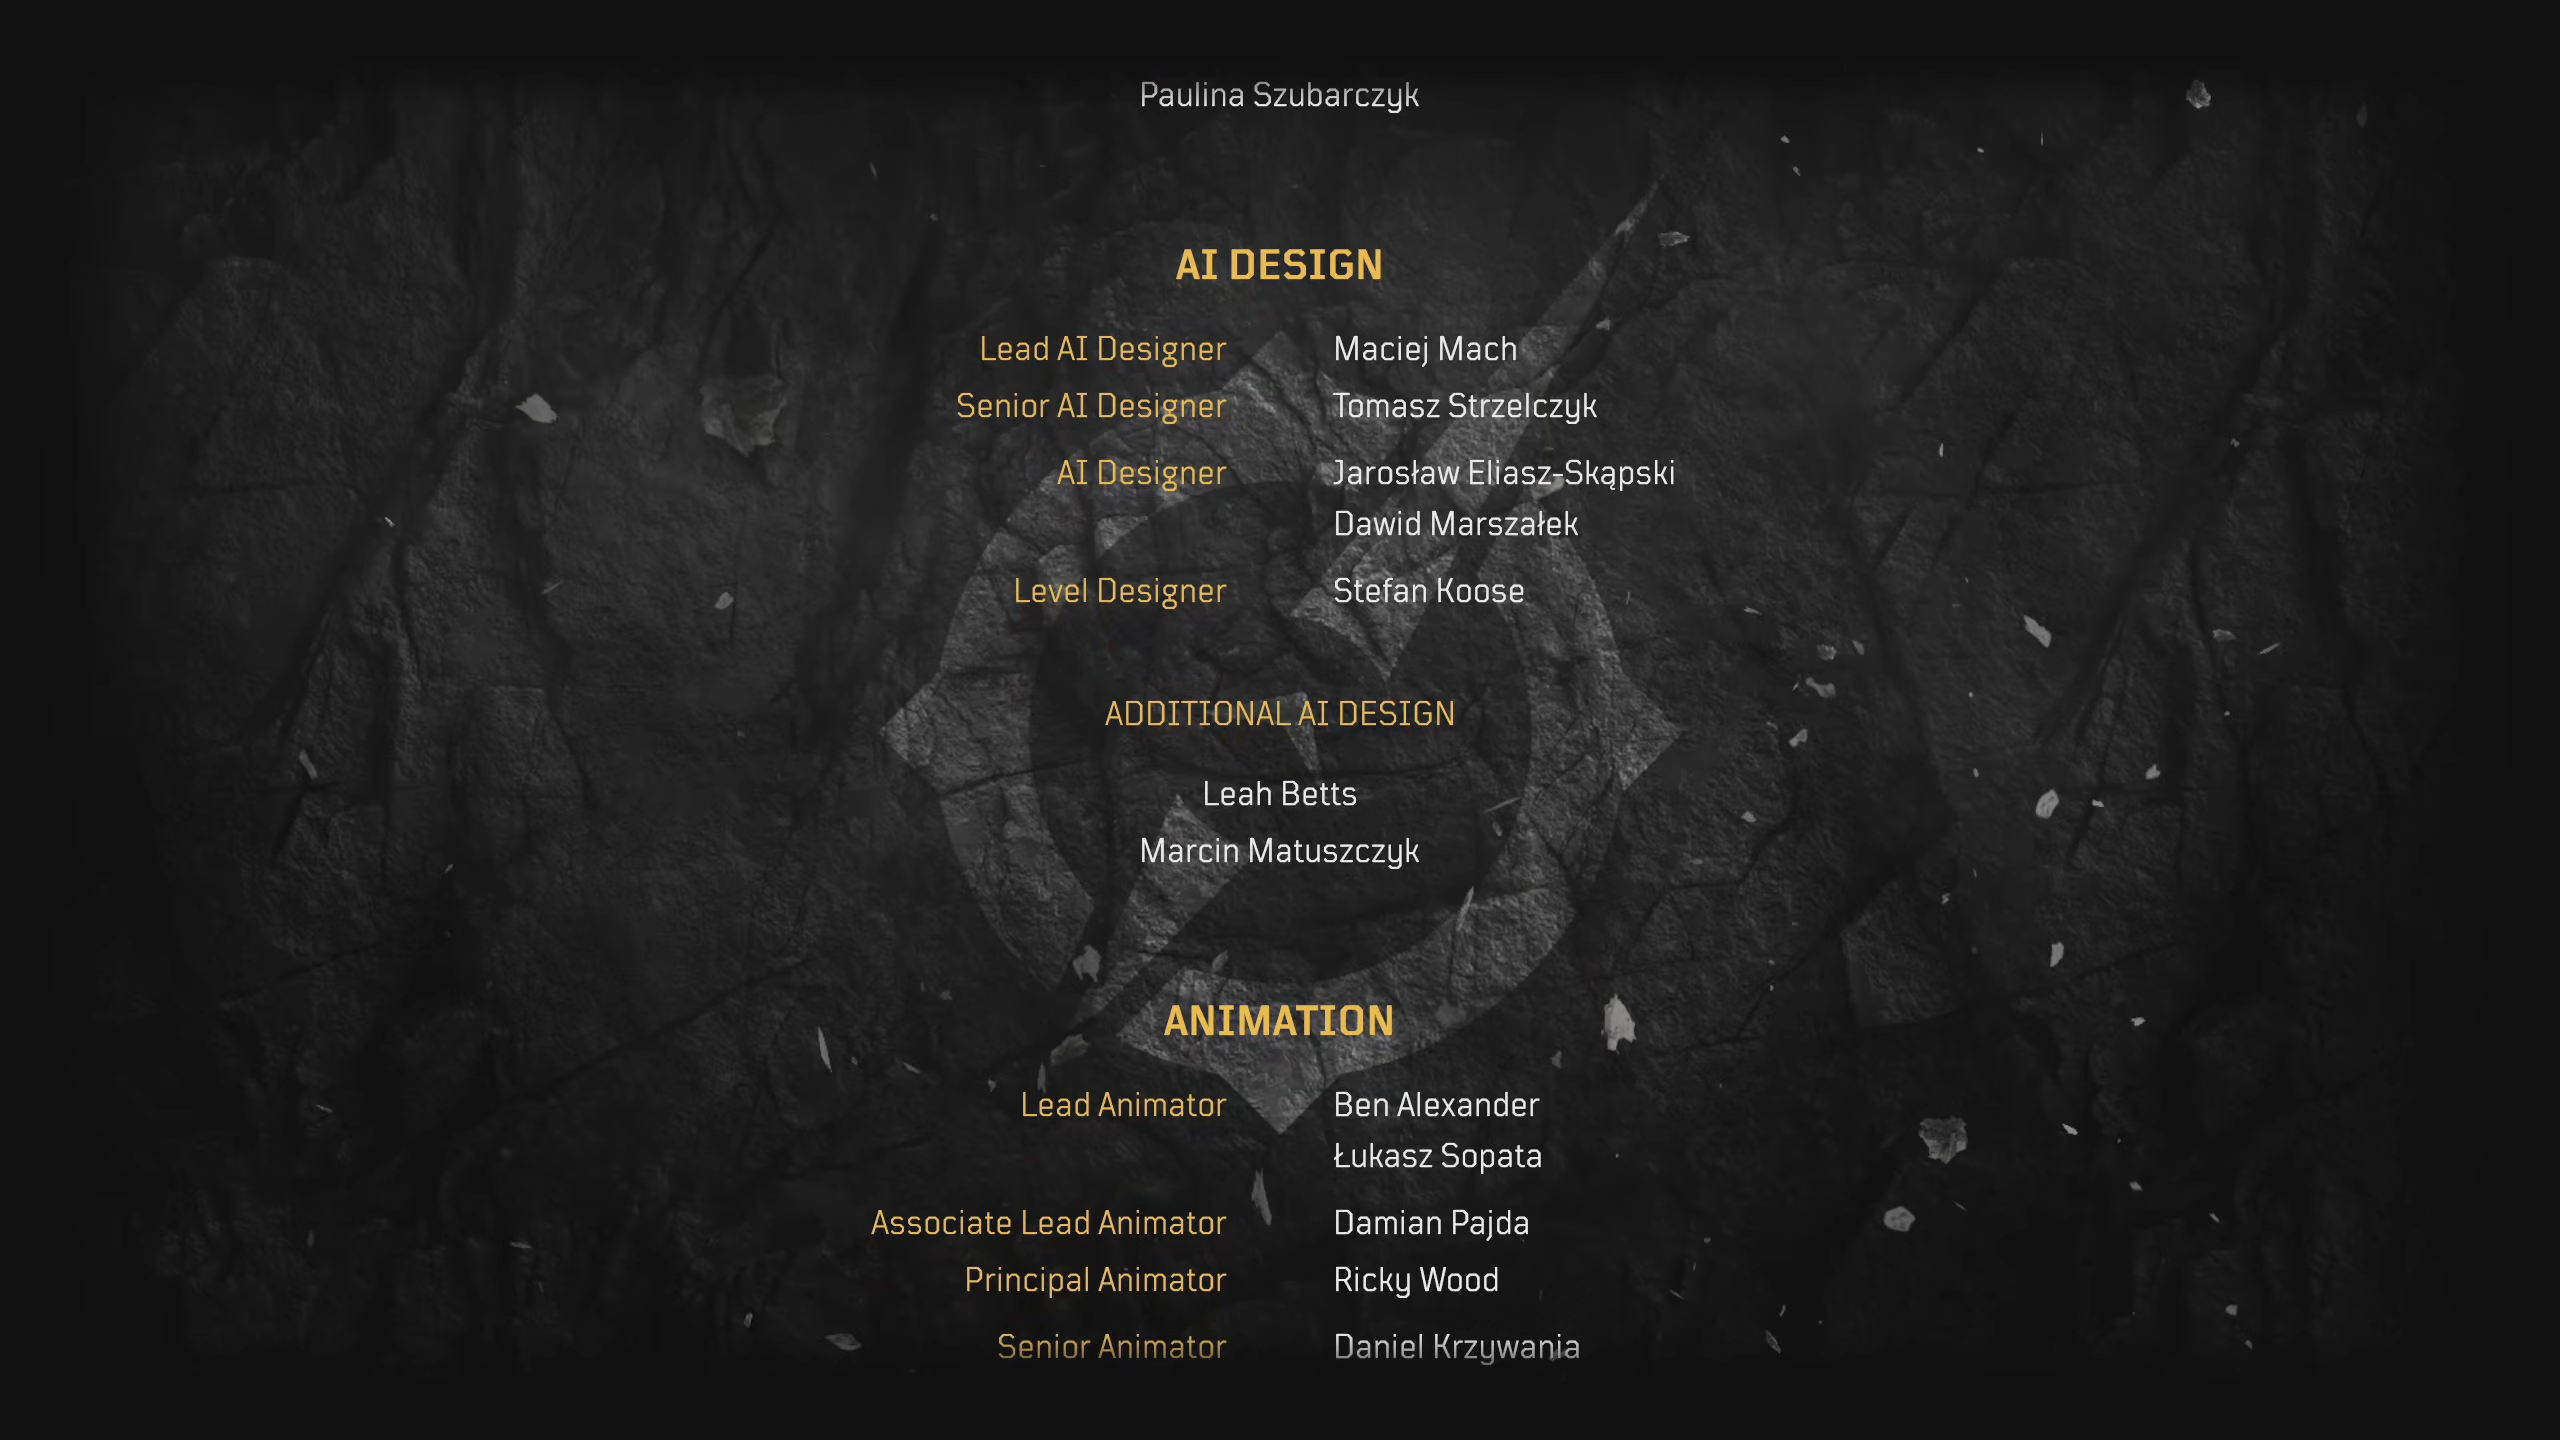 Paulina Szubarczyk
AI DESIGN
Lead AI Designer Maciej Mach
Senior AI Designer Tomasz Strzelczyk
AI Designer Jarosław Eliasz-Skąpski
Dawid Marszałek
Level Designer Stefan Koose
ADDITIONAL AI DESIGN
Leah Betts
Marcin Matuszczyk
ANIMATION
Lead Animator Ben Alexander
Łukasz Sopata
Associate Lead Animator Damian Pajda
Principal Animator Ricky Wood
Senior Animator Daniel Krzywania